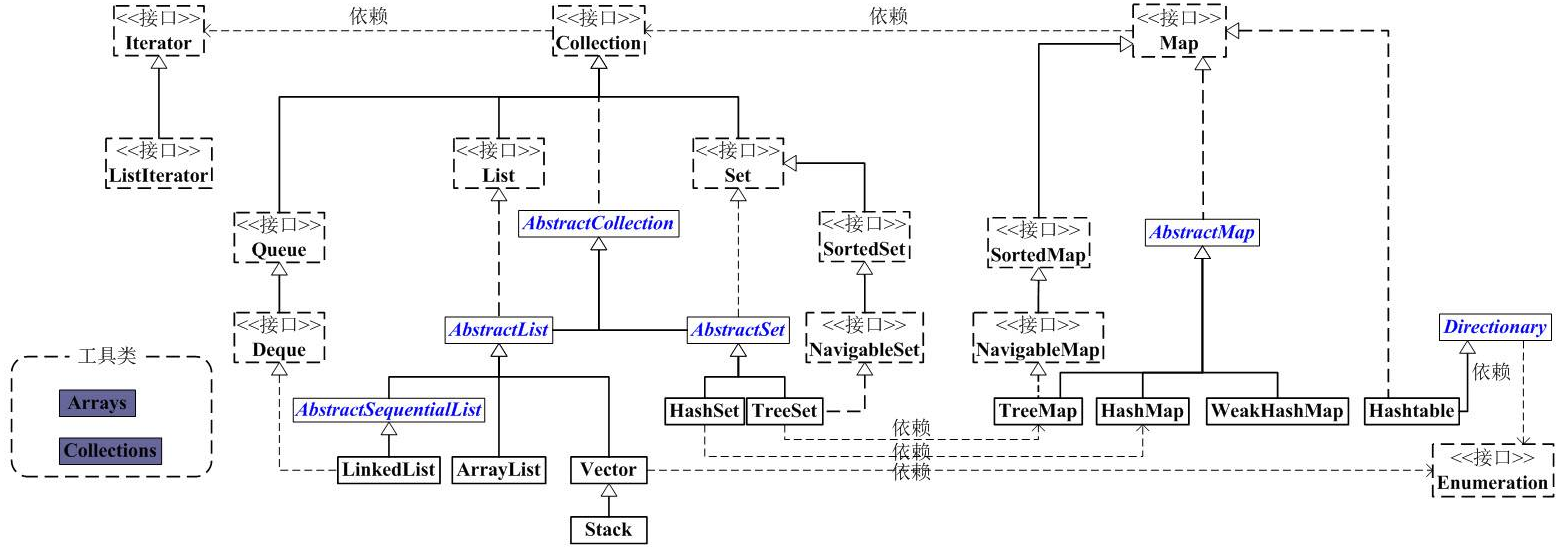 <<接口>>
Iterator
依赖
<<接口>>
Collection
依赖
<<接口>>
Map
<<接口>>
ListIterator
<<接口>>
List
<<接口>>
Set
<<接口>>
Queue
AbstractCollection
<<接口>>
SortedSet
<<接口>>
SortedMap
AbstractMap
<<接口>>
Deque
AbstractList
AbstractSet
<<接口>>
NavigableSet
<<接口>>
NavigableMap
Directionary
依赖
工具类
Arrays
Collections
AbstractSequentialList
HashSet
TreeSet
TreeMap
HashMap
WeakHashMap
Hashtable
依赖
依赖
依赖
LinkedList
ArrayList
Vector
<<接口>>
Enumeration
Stack